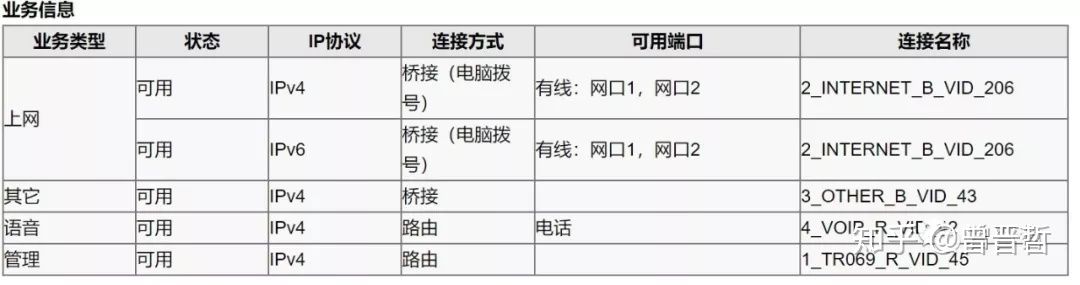 业务信息
业务类型 状态 IP协议 连接方式 可用端口 连接名称
上网 可用 IPv4 桥接（电脑拨号） 有线：网口1，网口2 2_INTERNET_B_VID_206
可用 IPv6 桥接（电脑拨号） 有线：网口1，网口2 2_INTERNET_B_VID_206
其它 可用 IPv4 桥接 3_OTHER_B_VID_43
语音 可用 IPv4 路由 电话 4_VOIP_R_VID
管理 可用 IPv4 路由 1_TR069_R_VID_45
知乎 @曾晋哲